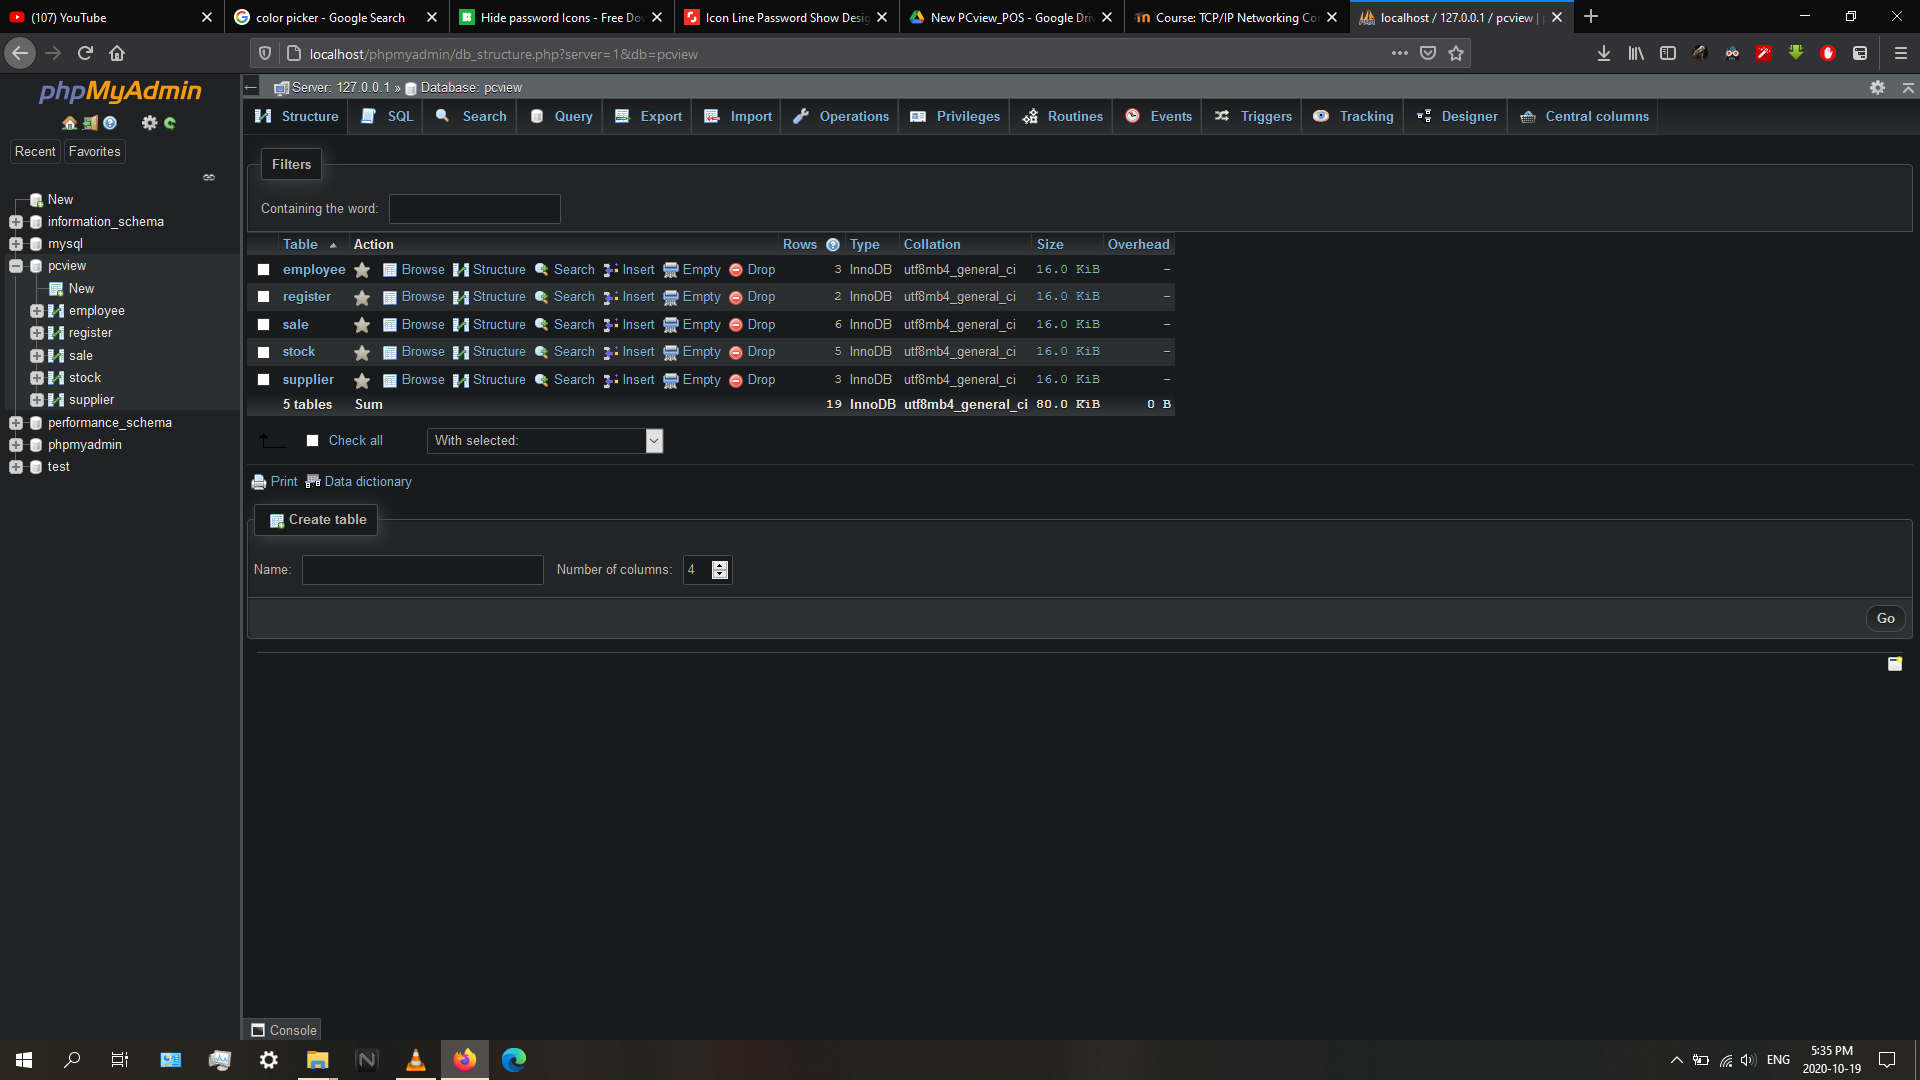 (107) YouTube
color picker - Google Search
Hide password Icons - Free Do
Icon Line Password Show Desig
New PCview_POS - Google Dri
Course: TCP/IP Networking Co
localhost / 127.0.0.1 / pcview |
localhost/phpmyadmin/db_structure.php?server=1&db=pcview
phpMyAdmin
Recent
Favorites
New
information_schema
mysql
pcview
New
employee
register
sale
stock
supplier
performance_schema
phpmyadmin
test
Server: 127.0.0.1 » Database: pcview
Structure SQL Search Query Export Import Operations Privileges Routines Events Triggers Tracking Designer Central columns
Filters
Containing the word:
Table Action Rows Type Collation Size Overhead
employee Browse Structure Search Insert Empty Drop 3 InnoDB utf8mb4_general_ci 16.0 KiB –
register Browse Structure Search Insert Empty Drop 2 InnoDB utf8mb4_general_ci 16.0 KiB –
sale Browse Structure Search Insert Empty Drop 6 InnoDB utf8mb4_general_ci 16.0 KiB –
stock Browse Structure Search Insert Empty Drop 5 InnoDB utf8mb4_general_ci 16.0 KiB –
supplier Browse Structure Search Insert Empty Drop 3 InnoDB utf8mb4_general_ci 16.0 KiB –
5 tables Sum 19 InnoDB utf8mb4_general_ci 80.0 KiB 0 B
Check all With selected:
Print Data dictionary
Create table
Name: Number of columns: 4
Go
Console
ENG
5:35 PM
2020-10-19